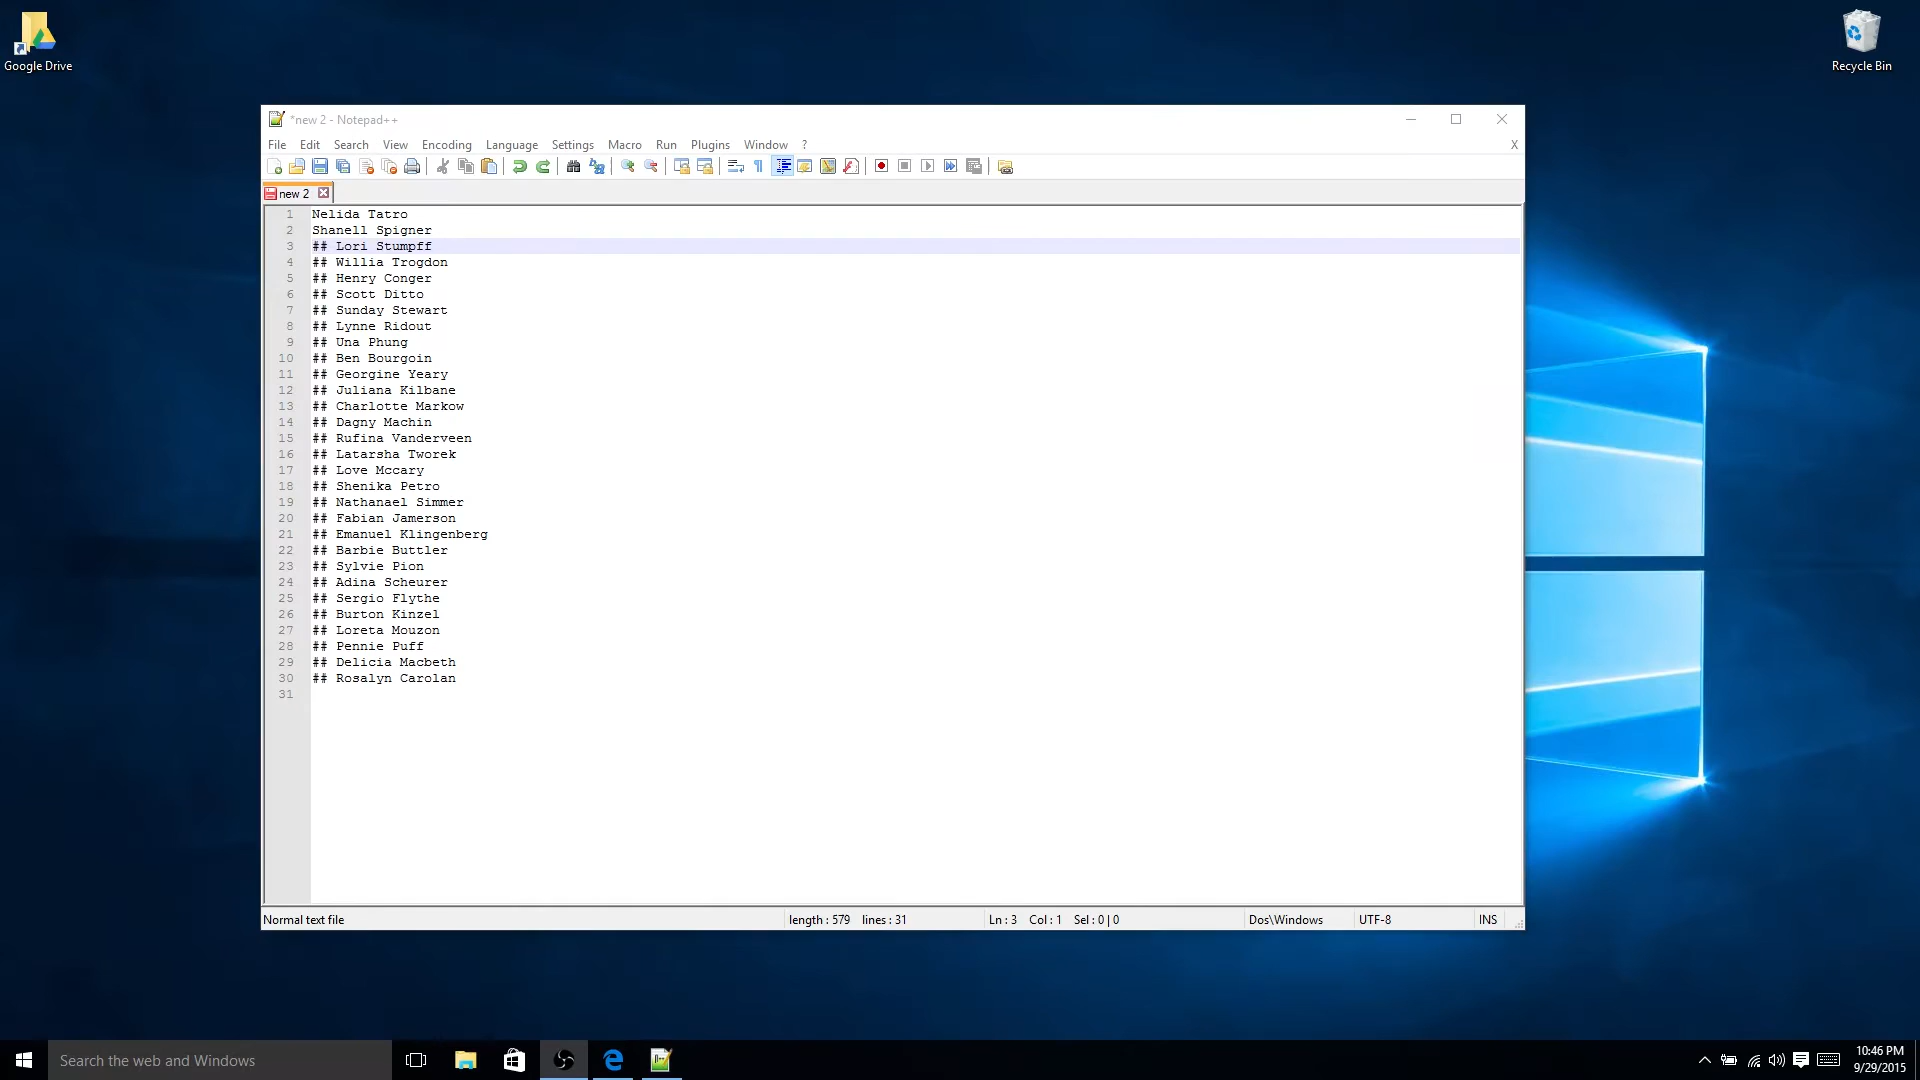 Google Drive
Recycle Bin
*new 2 - Notepad++
File Edit Search View Encoding Language Settings Macro Run Plugins Window ? X
new 2
1 Nelida Tatro
2 Shanell Spigner
3 ## Lori Stumpff
4 ## Willia Trogdon
5 ## Henry Conger
6 ## Scott Ditto
7 ## Sunday Stewart
8 ## Lynne Ridout
9 ## Una Phung
10 ## Ben Bourgoin
11 ## Georgine Yeary
12 ## Juliana Kilbane
13 ## Charlotte Markow
14 ## Dagny Machin
15 ## Rufina Vanderveen
16 ## Latarsha Tworek
17 ## Love Mccary
18 ## Shenika Petro
19 ## Nathanael Simmer
20 ## Fabian Jamerson
21 ## Emanuel Klingenberg
22 ## Barbie Buttler
23 ## Sylvie Pion
24 ## Adina Scheurer
25 ## Sergio Flythe
26 ## Burton Kinzel
27 ## Loreta Mouzon
28 ## Pennie Puff
29 ## Delicia Macbeth
30 ## Rosalyn Carolan
31
Normal text file length : 579 lines : 31 Ln : 3 Col : 1 Sel : 0 | 0 Dos\Windows UTF-8 INS
Search the web and Windows
10:46 PM
9/29/2015